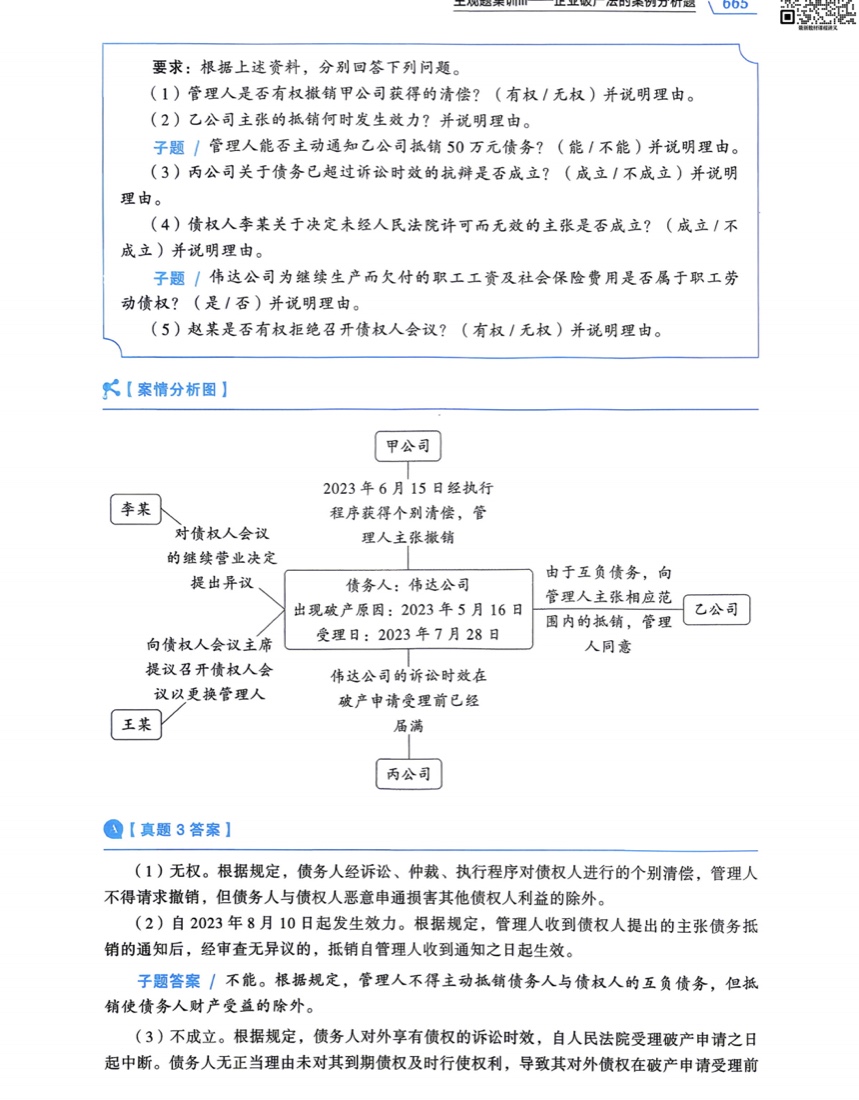 主观题集训III——企业破产法的案例分析题
665
要求：根据上述资料，分别回答下列问题。
（1）管理人是否有权撤销甲公司获得的清偿？（有权/无权）并说明理由。
（2）乙公司主张的抵销何时发生效力？并说明理由。
子题 / 管理人能否主动通知乙公司抵销 50 万元债务？（能/不能）并说明理由。
（3）丙公司关于债务已超过诉讼时效的抗辩是否成立？（成立/不成立）并说明
理由。
（4）债权人李某关于决定未经人民法院许可而无效的主张是否成立？（成立/不
成立）并说明理由。
子题 / 伟达公司为继续生产而欠付的职工工资及社会保险费用是否属于职工劳
动债权？（是/否）并说明理由。
（5）赵某是否有权拒绝召开债权人会议？（有权/无权）并说明理由。
【案情分析图】
甲公司
2023 年 6 月 15 日经执行
程序获得个别清偿，管
理人主张撤销
李某
对债权人会议
的继续营业决定
提出异议
债务人：伟达公司
出现破产原因：2023 年 5 月 16 日
受理日：2023 年 7 月 28 日
由于互负债务，向
管理人主张相应范
围内的抵销，管理
人同意
乙公司
向债权人会议主席
提议召开债权人会
议以更换管理人
王某
伟达公司的诉讼时效在
破产申请受理前已经
届满
丙公司
【真题 3 答案】
（1）无权。根据规定，债务人经诉讼、仲裁、执行程序对债权人进行的个别清偿，管理人
不得请求撤销，但债务人与债权人恶意串通损害其他债权人利益的除外。
（2）自 2023 年 8 月 10 日起发生效力。根据规定，管理人收到债权人提出的主张债务抵
销的通知后，经审查无异议的，抵销自管理人收到通知之日起生效。
子题答案 / 不能。根据规定，管理人不得主动抵销债务人与债权人的互负债务，但抵
销使债务人财产受益的除外。
（3）不成立。根据规定，债务人对外享有债权的诉讼时效，自人民法院受理破产申请之日
起中断。债务人无正当理由未对其到期债权及时行使权利，导致其对外债权在破产申请受理前